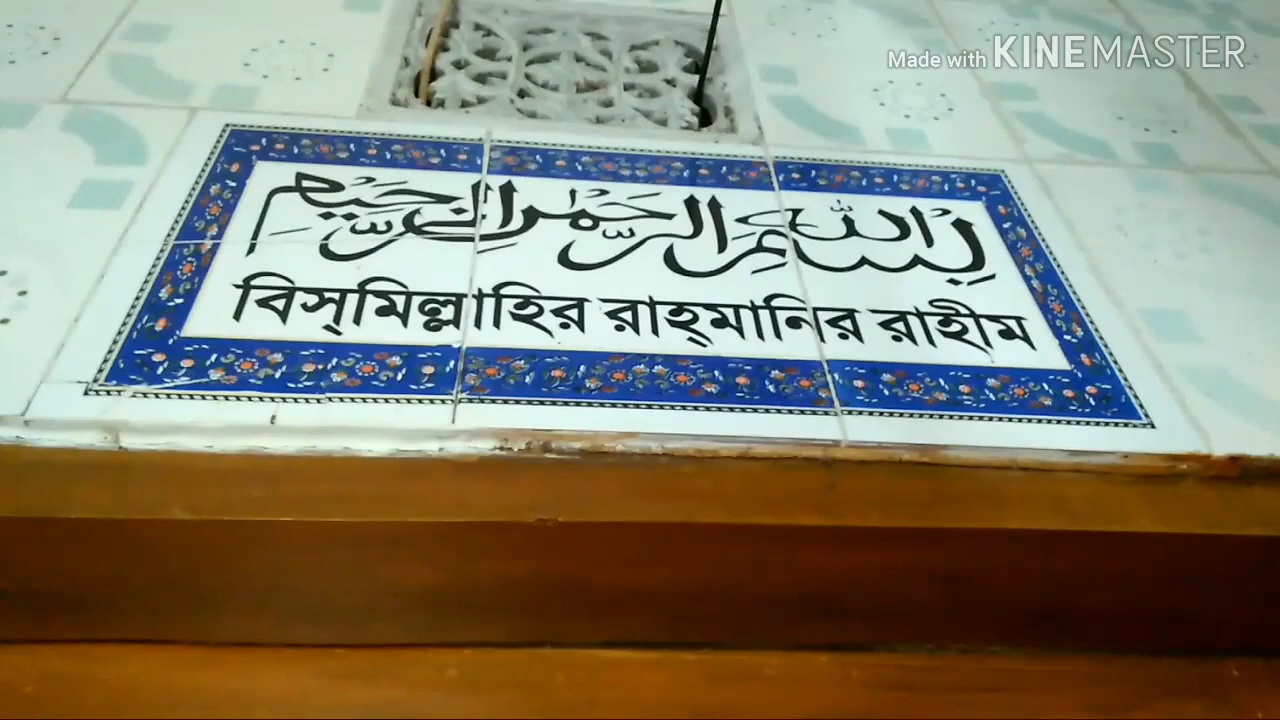 Made with KINEMASTER
بِسْمِ اللهِ الرَّحْمٰنِ الرَّحِيْمِ
বিস্‌মিল্লাহির রাহ্‌মানির রাহীম